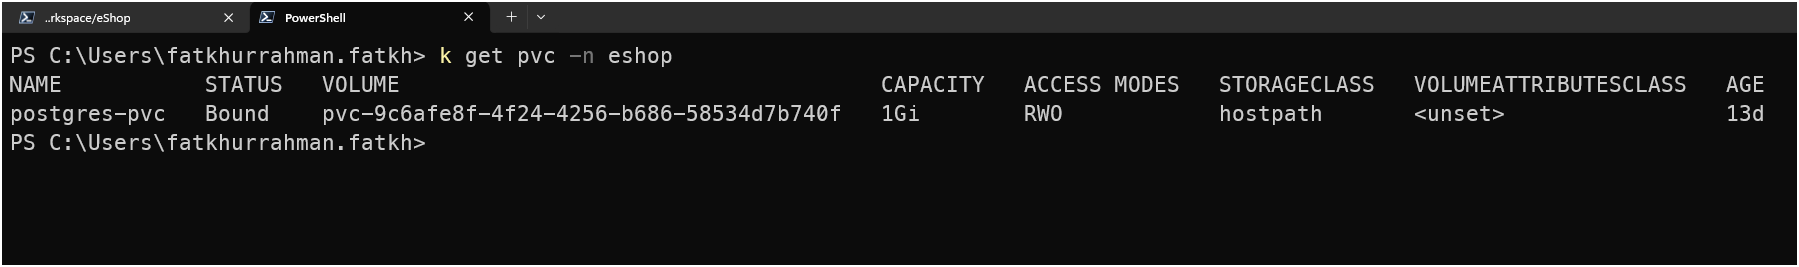 ..rkspace/eShop PowerShell
PS C:\Users\fatkhurrahman.fatkh> k get pvc -n eshop
NAME STATUS VOLUME CAPACITY ACCESS MODES STORAGECLASS VOLUMEATTRIBUTESCLASS AGE
postgres-pvc Bound pvc-9c6afe8f-4f24-4256-b686-58534d7b740f 1Gi RWO hostpath <unset> 13d
PS C:\Users\fatkhurrahman.fatkh>